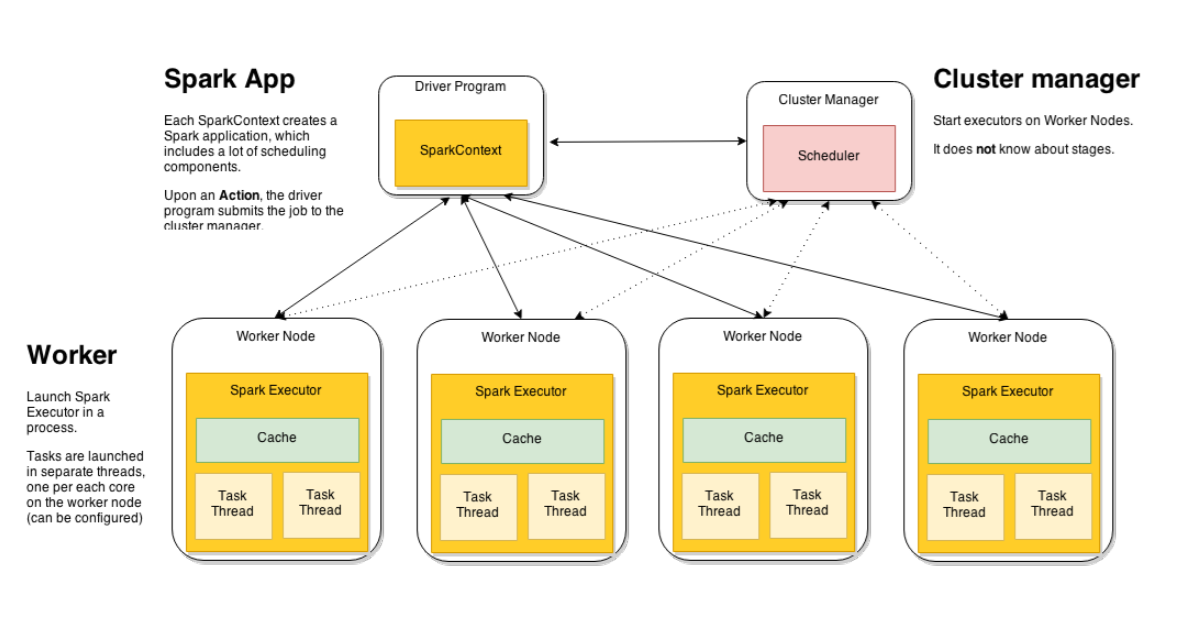 Spark App
Each SparkContext creates a
Spark application, which
includes a lot of scheduling
components.
Upon an Action, the driver
program submits the job to the
cluster manager.
Driver Program
SparkContext
Cluster Manager
Scheduler
Cluster manager
Start executors on Worker Nodes.
It does not know about stages.
Worker
Launch Spark
Executor in a
process.
Tasks are launched
in separate threads,
one per each core
on the worker node
(can be configured)
Worker Node
Spark Executor
Cache
Task
Thread
Task
Thread
Worker Node
Spark Executor
Cache
Task
Thread
Task
Thread
Worker Node
Spark Executor
Cache
Task
Thread
Task
Thread
Worker Node
Spark Executor
Cache
Task
Thread
Task
Thread